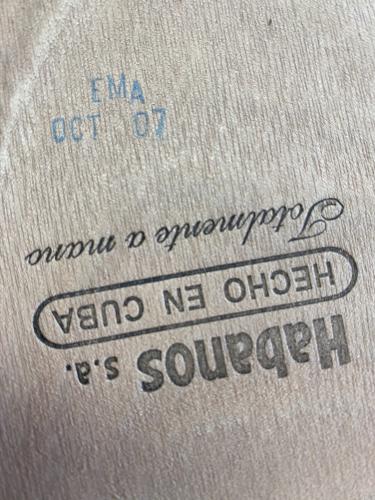 Habanos s.a.
HECHO EN CUBA
Totalmente a mano
EMA
OCT 07